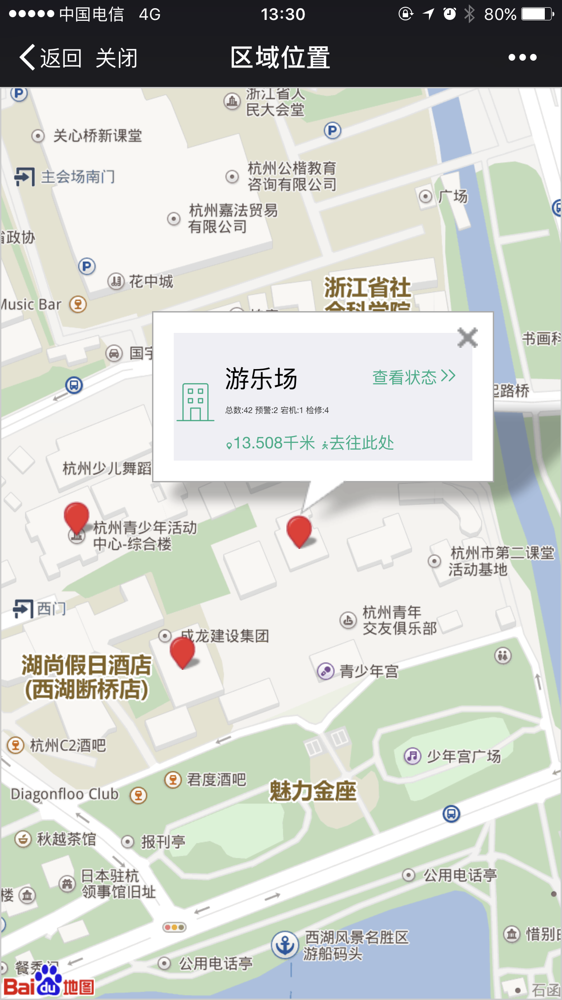 中国电信 4G 13:30 80%
返回 关闭 区域位置
P
浙江省人
民大会堂
关心桥新课堂
P
主会场南门
杭州公楷教育
咨询有限公司
广场
杭州嘉法贸易
有限公司
省政协
P
花中城
浙江省社
会科学院
Music Bar
书画科
游乐场
查看状态
总数:42 预警:2 宕机:1 检修:4
13.508千米 去往此处
起路桥
杭州少儿舞蹈
杭州青少年活动
中心-综合楼
杭州市第二课堂
活动基地
西门
杭州青年
交友俱乐部
成龙建设集团
湖尚假日酒店
(西湖断桥店)
青少年宫
杭州C2酒吧
少年宫广场
君度酒吧
魅力金座
Diagonfloo Club
秋越茶馆
报刊亭
日本驻杭
领事馆旧址
公用电话亭
楼
西湖风景名胜区
游船码头
惜别
公用电话亭
餐秀
Baidu地图
石函